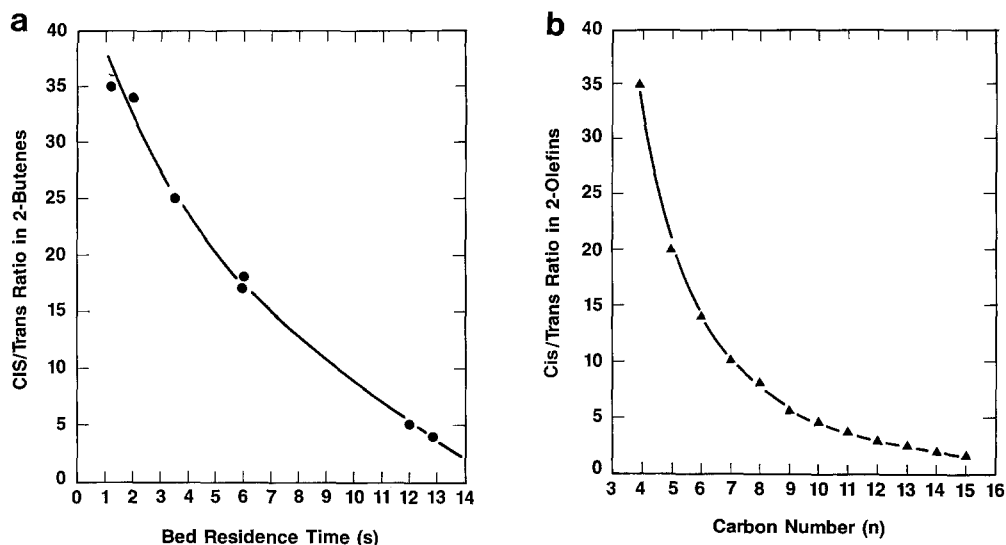 a
CIS/Trans Ratio in 2-Butenes
40
35
30
25
20
15
10
5
0
0 1 2 3 4 5 6 7 8 9 10 11 12 13 14
Bed Residence Time (s)
b
Cis/Trans Ratio in 2-Olefins
40
35
30
25
20
15
10
5
0
3 4 5 6 7 8 9 10 11 12 13 14 15 16
Carbon Number (n)